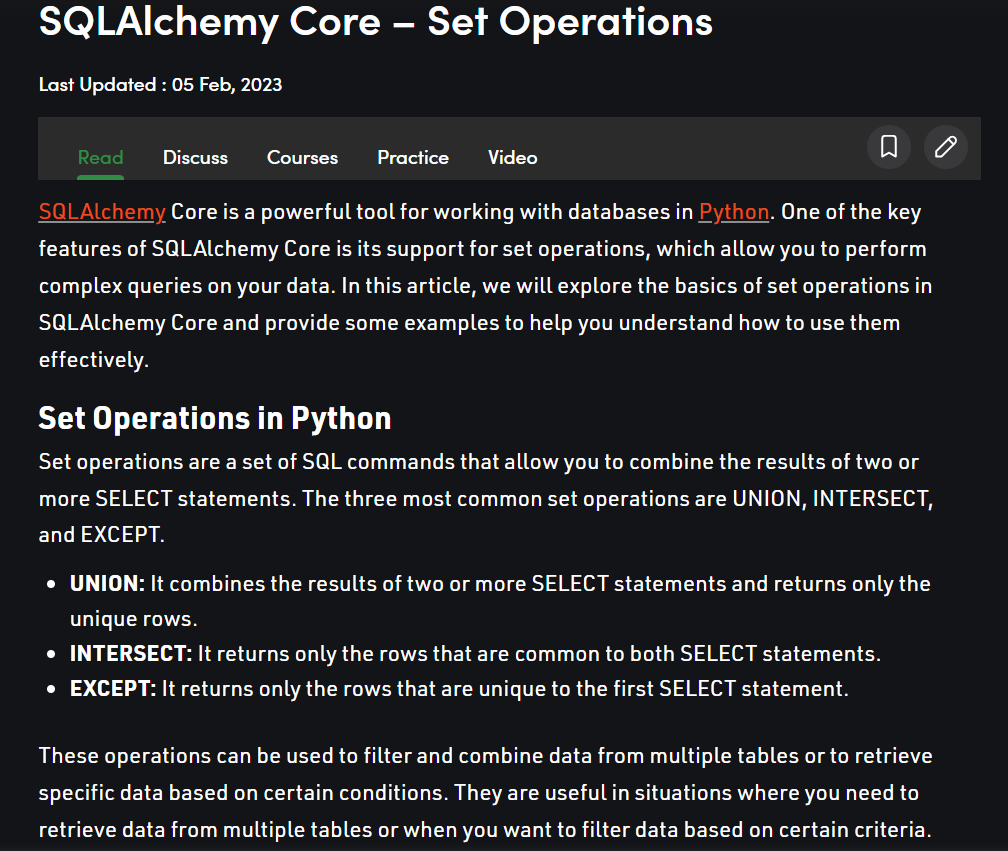 SQLAlchemy Core – Set Operations
Last Updated : 05 Feb, 2023
Read Discuss Courses Practice Video
SQLAlchemy Core is a powerful tool for working with databases in Python. One of the key
features of SQLAlchemy Core is its support for set operations, which allow you to perform
complex queries on your data. In this article, we will explore the basics of set operations in
SQLAlchemy Core and provide some examples to help you understand how to use them
effectively.
Set Operations in Python
Set operations are a set of SQL commands that allow you to combine the results of two or
more SELECT statements. The three most common set operations are UNION, INTERSECT,
and EXCEPT.
• UNION: It combines the results of two or more SELECT statements and returns only the
unique rows.
• INTERSECT: It returns only the rows that are common to both SELECT statements.
• EXCEPT: It returns only the rows that are unique to the first SELECT statement.
These operations can be used to filter and combine data from multiple tables or to retrieve
specific data based on certain conditions. They are useful in situations where you need to
retrieve data from multiple tables or when you want to filter data based on certain criteria.